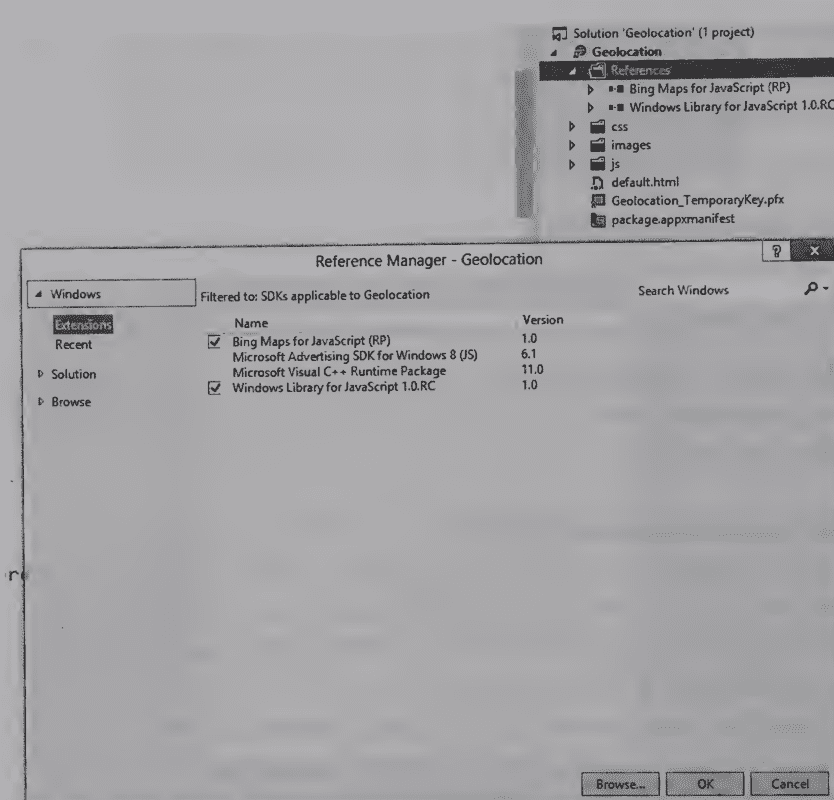 Solution 'Geolocation' (1 project)
Geolocation
References
Bing Maps for JavaScript (RP)
Windows Library for JavaScript 1.0.RC
css
images
js
default.html
Geolocation_TemporaryKey.pfx
package.appxmanifest
Reference Manager - Geolocation
? X
Windows
Filtered to: SDKs applicable to Geolocation
Search Windows
Extensions
Recent
Solution
Browse
Name Version
Bing Maps for JavaScript (RP) 1.0
Microsoft Advertising SDK for Windows 8 (JS) 6.1
Microsoft Visual C++ Runtime Package 11.0
Windows Library for JavaScript 1.0.RC 1.0
Browse... OK Cancel